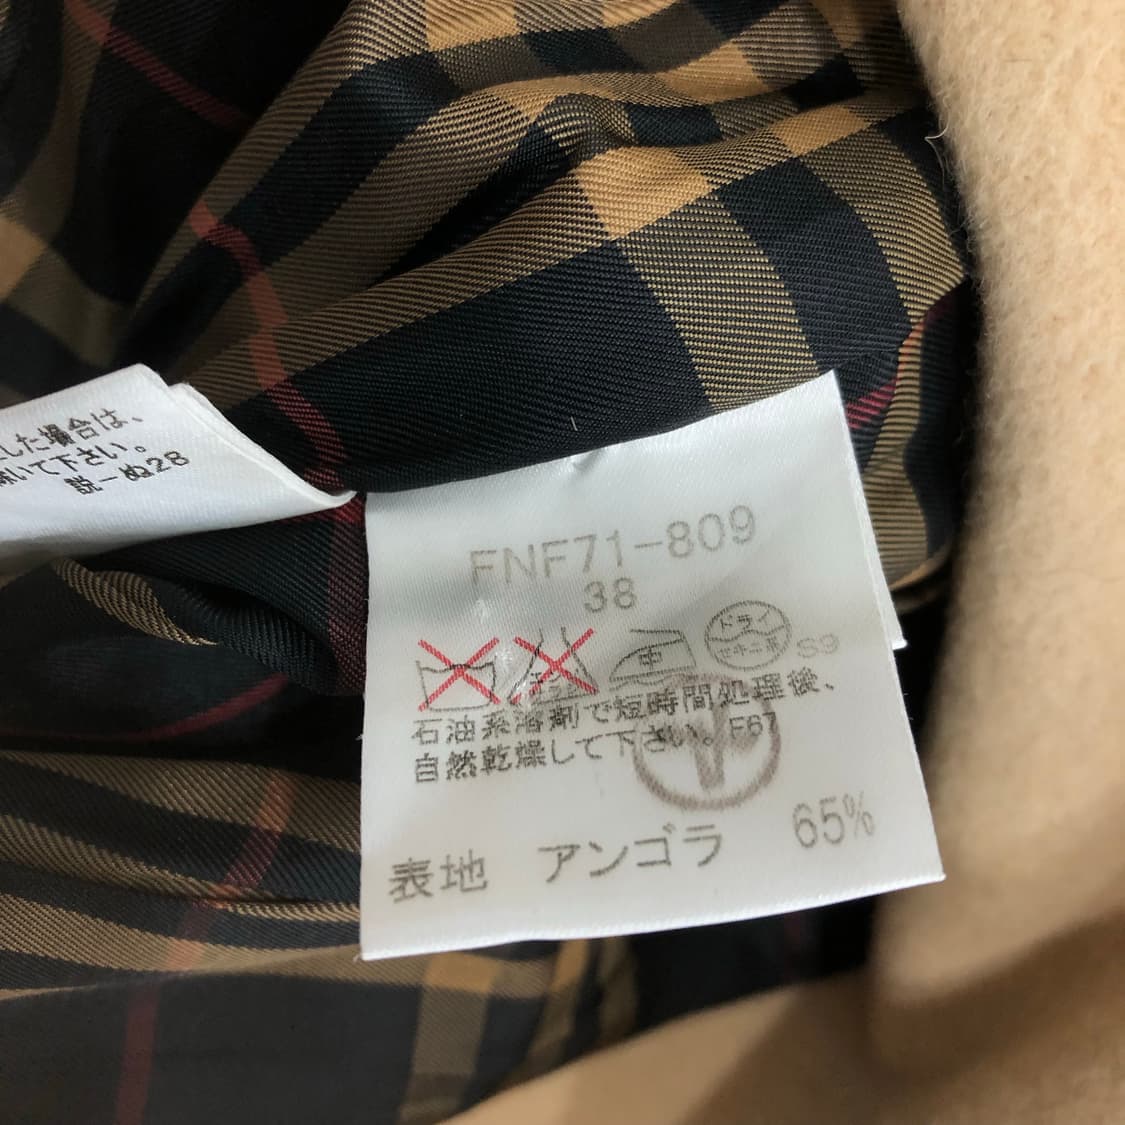 した場合は、
いて下さい。
説ーぬ28
FNF71-809
38
中
ドライ
セキユ系
S9
石油系溶剤で短時間処理後、
自然乾燥して下さい。F67
表地 アンゴラ 65%